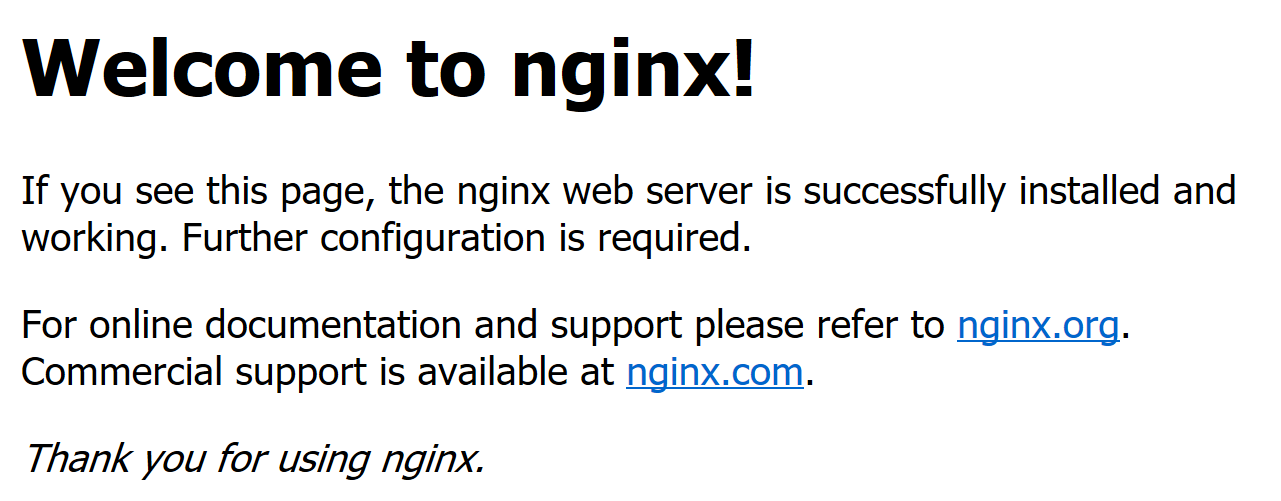 Welcome to nginx!
If you see this page, the nginx web server is successfully installed and
working. Further configuration is required.
For online documentation and support please refer to nginx.org.
Commercial support is available at nginx.com.
Thank you for using nginx.